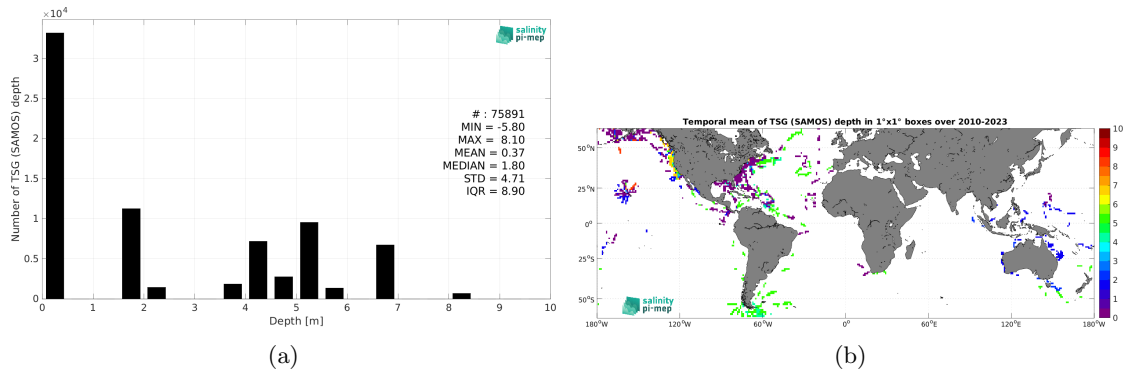 ×10⁴
3.5
3
2.5
2
1.5
1
0.5
0
Number of TSG (SAMOS) depth
0 1 2 3 4 5 6 7 8 9 10
Depth [m]
salinity
pi-mep
# : 75891
MIN = -5.80
MAX = 8.10
MEAN = 0.37
MEDIAN = 1.80
STD = 4.71
IQR = 8.90
(a)
Temporal mean of TSG (SAMOS) depth in 1°x1° boxes over 2010-2023
50°N
25°N
0°
25°S
50°S
180°W 120°W 60°W 0°E 60°E 120°E 180°W
salinity
pi-mep
10
9
8
7
6
5
4
3
2
1
0
(b)